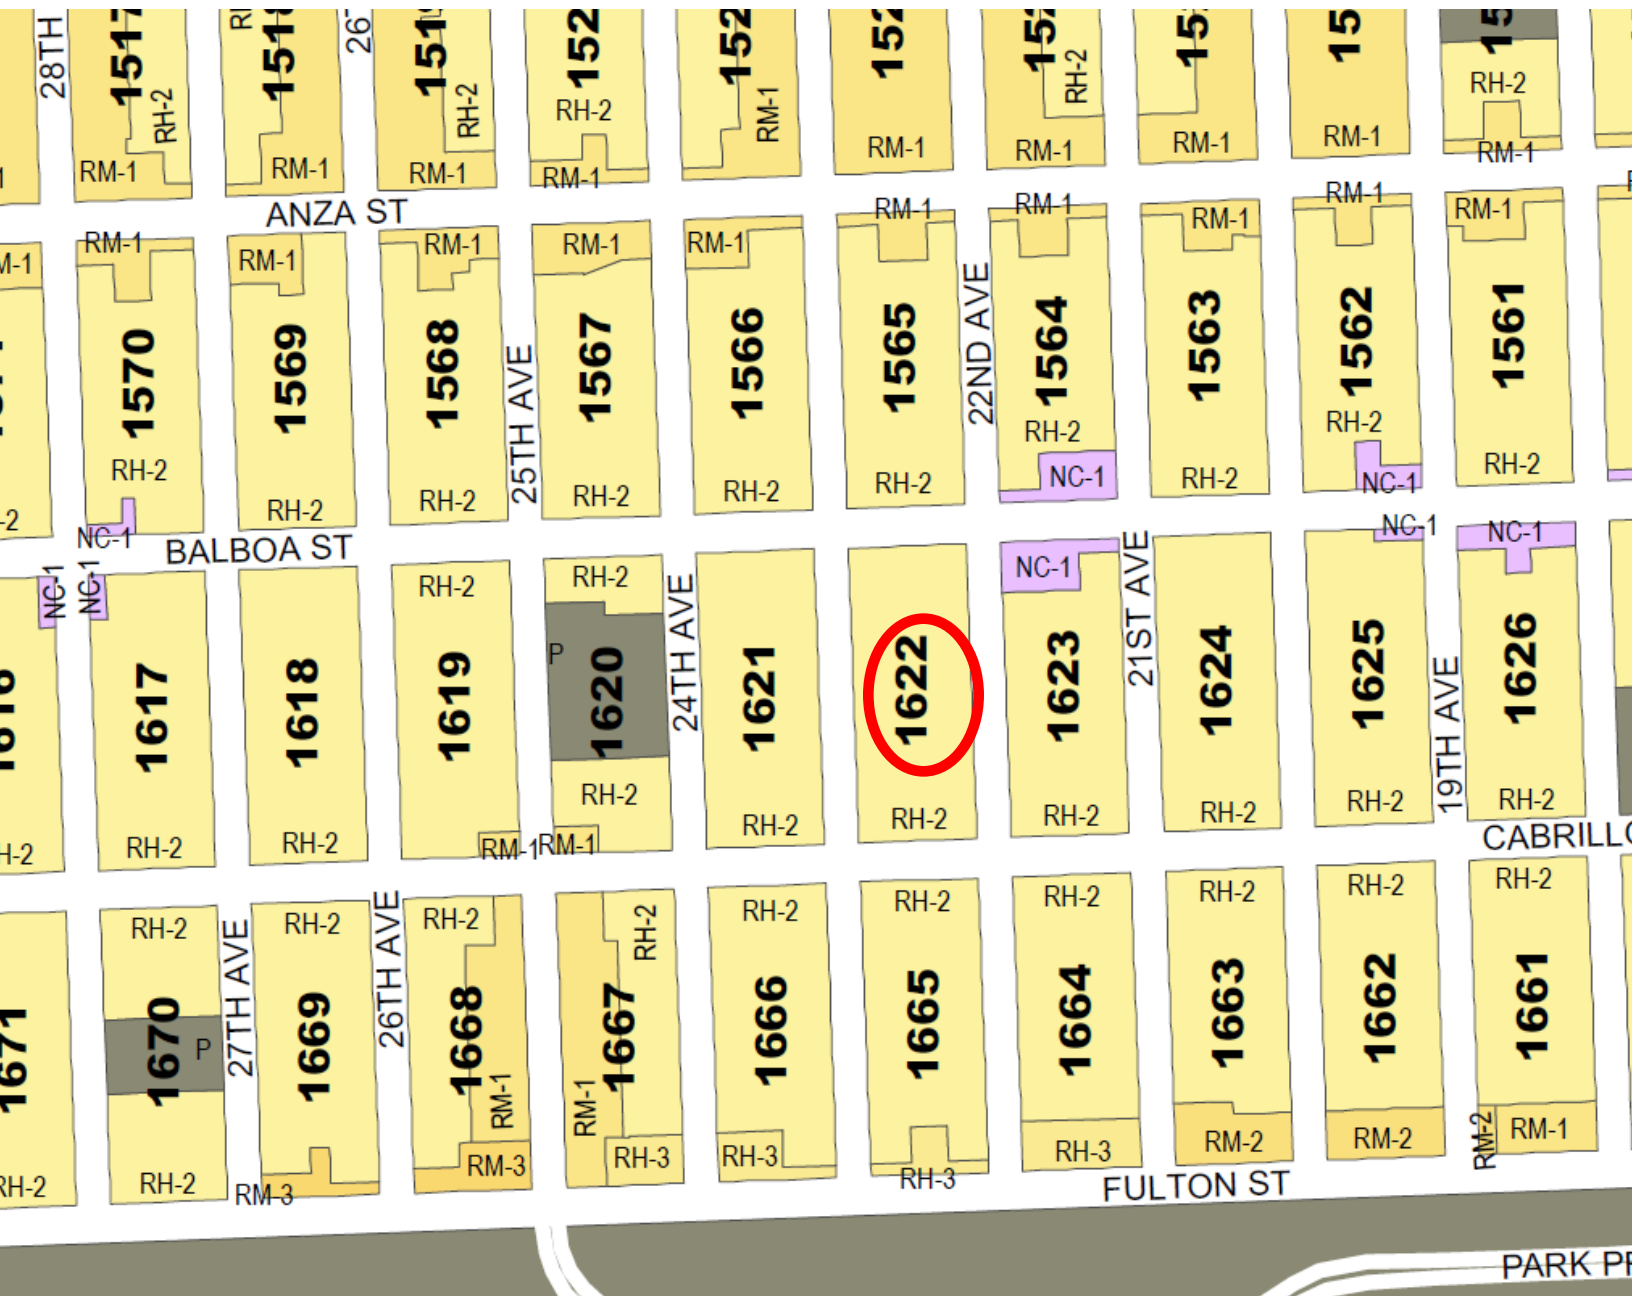 28TH
1517
RH-2
RM-1
1518
RM-1
26T
1519
RH-2
RM-1
152
RH-2
RM-1
152
RM-1
152
RM-1
152
RH-2
RM-1
15
RM-1
15
RM-1
15
RH-2
RM-1
ANZA ST
M-1
RM-1
RM-1
RM-1
RM-1
RM-1
RM-1
RM-1
RM-1
RM-1
RM-1
1570
1569
1568
25TH AVE
1567
1566
1565
22ND AVE
1564
1563
1562
1561
RH-2
RH-2
RH-2
RH-2
RH-2
RH-2
RH-2
NC-1
RH-2
RH-2
NC-1
RH-2
-2
NC-1
BALBOA ST
NC-1
NC-1
NC-1
NC-1
RH-2
RH-2
NC-1
21ST AVE
1616
1617
1618
1619
P
1620
24TH AVE
1621
1622
1623
1624
1625
19TH AVE
1626
H-2
RH-2
RH-2
RM-1
RH-2
RM-1
RH-2
RH-2
RH-2
RH-2
RH-2
RH-2
CABRILLO
RH-2
27TH AVE
RH-2
26TH AVE
RH-2
RH-2
RH-2
RH-2
RH-2
RH-2
RH-2
RH-2
1671
1670
P
1669
1668
1667
1666
1665
1664
1663
1662
1661
RH-2
RH-2
RM-3
RM-1
RM-3
RM-1
RH-3
RH-3
RH-3
RH-3
RM-2
RM-2
RM-2
RM-1
FULTON ST
PARK PR